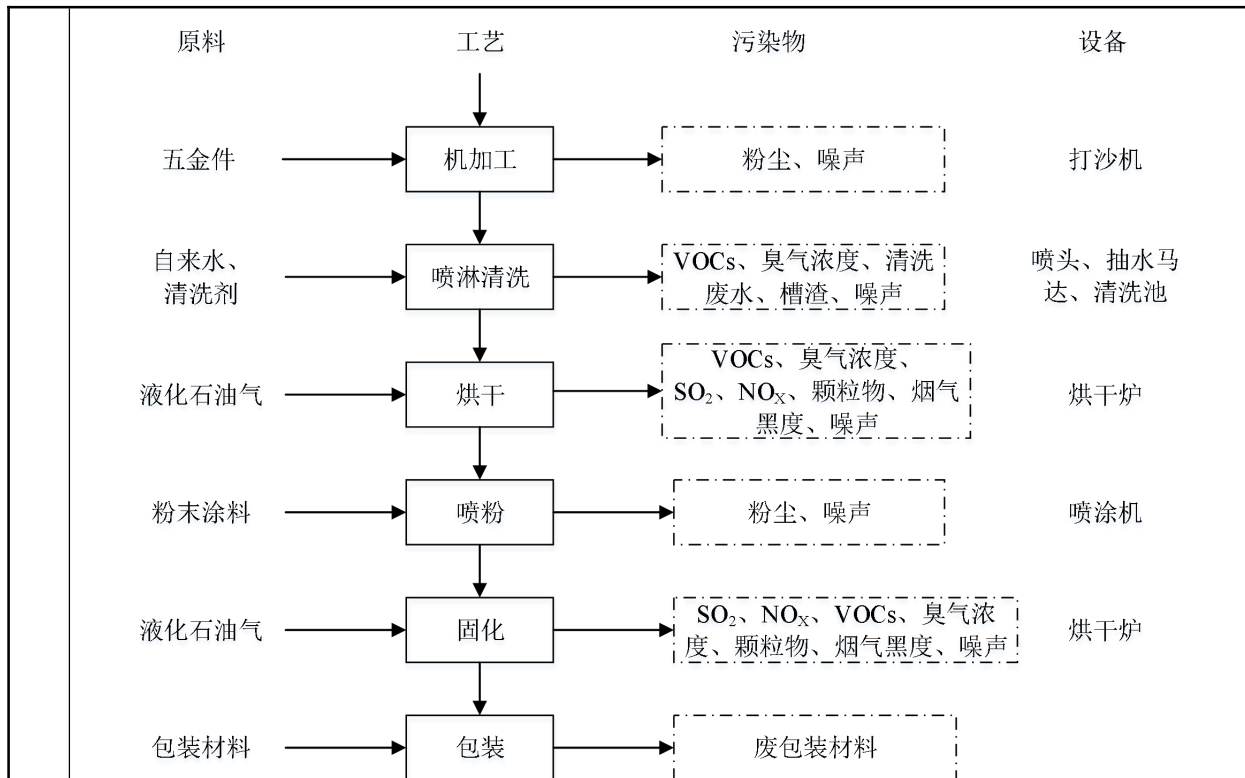 原料 工艺 污染物 设备
五金件 机加工 粉尘、噪声 打沙机
自来水、
清洗剂
喷淋清洗
VOCs、臭气浓度、清洗
废水、槽渣、噪声
喷头、抽水马
达、清洗池
液化石油气 烘干
VOCs、臭气浓度、
SO₂、NOₓ、颗粒物、烟气
黑度、噪声
烘干炉
粉末涂料 喷粉 粉尘、噪声 喷涂机
液化石油气 固化
SO₂、NOₓ、VOCs、臭气浓
度、颗粒物、烟气黑度、噪声
烘干炉
包装材料 包装 废包装材料